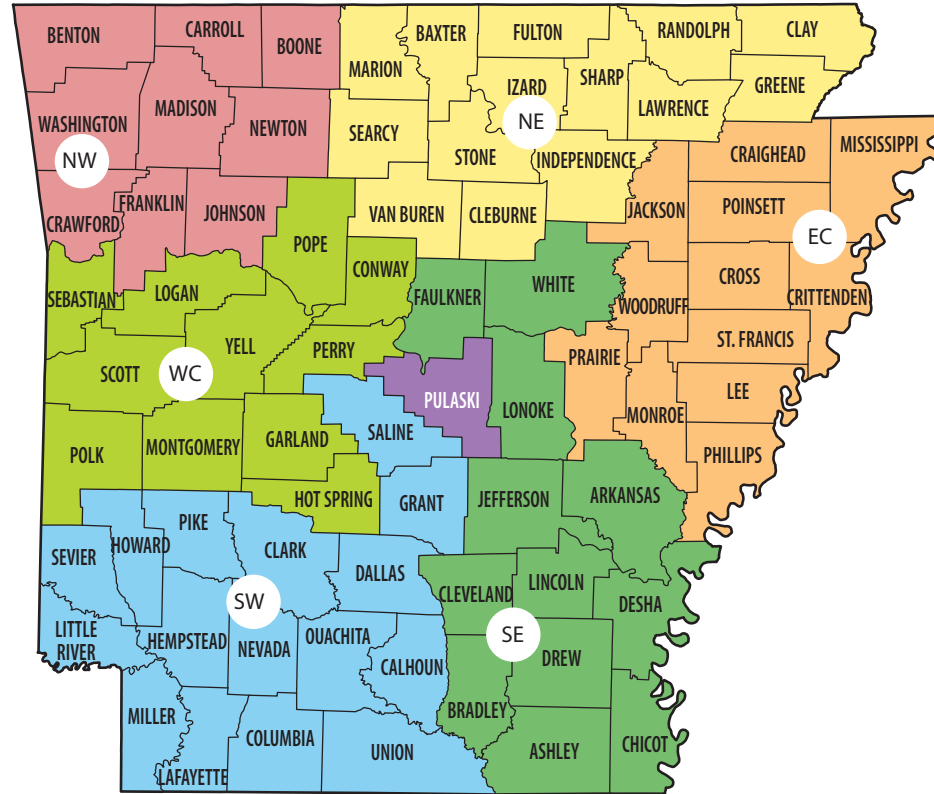 BENTON
CARROLL
BOONE
MARION
BAXTER
FULTON
RANDOLPH
CLAY
WASHINGTON
MADISON
NEWTON
SEARCY
STONE
IZARD
SHARP
LAWRENCE
GREENE
NW
NE
INDEPENDENCE
CRAIGHEAD
MISSISSIPPI
CRAWFORD
FRANKLIN
JOHNSON
POPE
VAN BUREN
CLEBURNE
JACKSON
POINSETT
EC
SEBASTIAN
LOGAN
CONWAY
FAULKNER
WHITE
WOODRUFF
CROSS
CRITTENDEN
SCOTT
WC
YELL
PERRY
PULASKI
LONOKE
PRAIRIE
ST. FRANCIS
LEE
MONROE
PHILLIPS
POLK
MONTGOMERY
GARLAND
SALINE
HOT SPRING
GRANT
JEFFERSON
ARKANSAS
SEVIER
HOWARD
PIKE
CLARK
DALLAS
CLEVELAND
LINCOLN
DESHA
SW
SE
LITTLE
RIVER
HEMPSTEAD
NEVADA
OUACHITA
CALHOUN
DREW
BRADLEY
MILLER
LAFAYETTE
COLUMBIA
UNION
ASHLEY
CHICOT